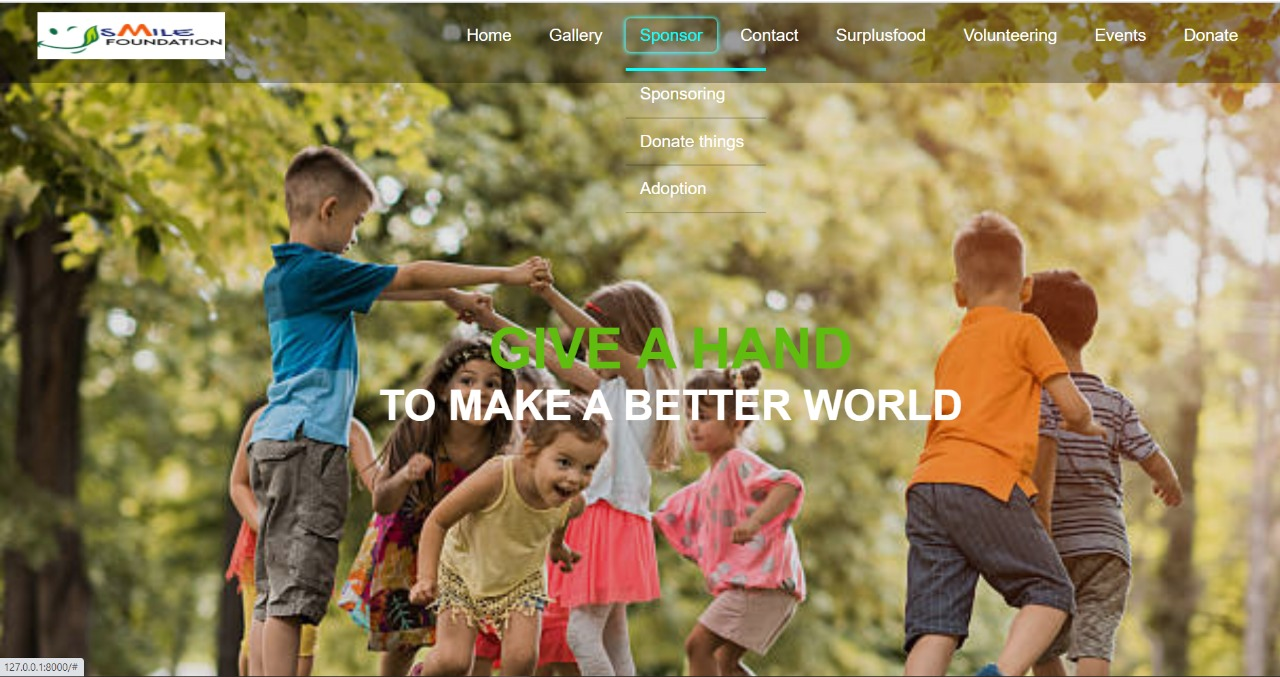 SMILE
FOUNDATION
Home Gallery Sponsor Contact Surplusfood Volunteering Events Donate
Sponsoring
Donate things
Adoption
GIVE A HAND
TO MAKE A BETTER WORLD
127.0.0.1:8000/#